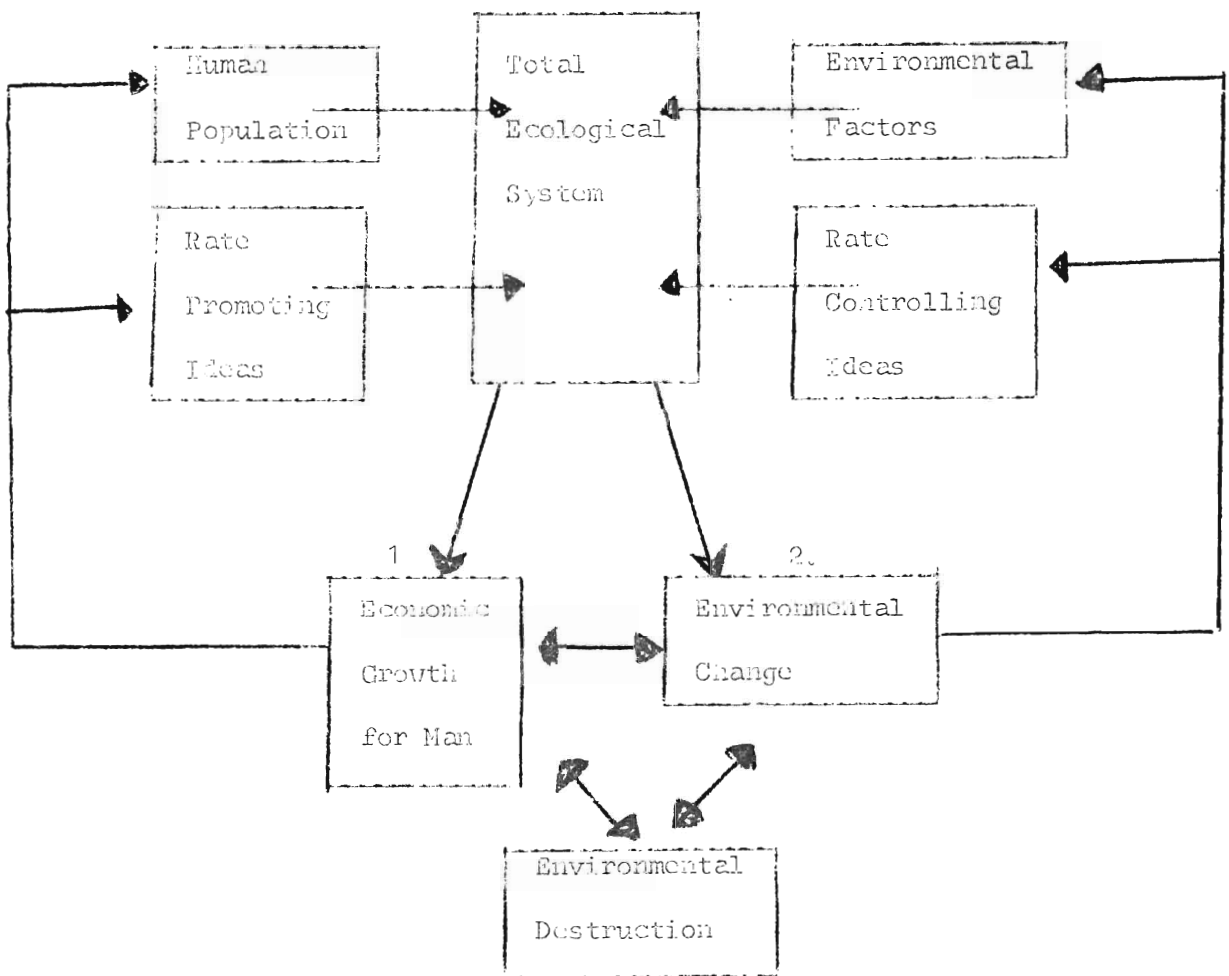 Human
Population
Total
Ecological
System
Environmental
Factors
Rate
Promoting
Ideas
Rate
Controlling
Ideas
1
Economic
Growth
for Man
2.
Environmental
Change
Environmental
Destruction